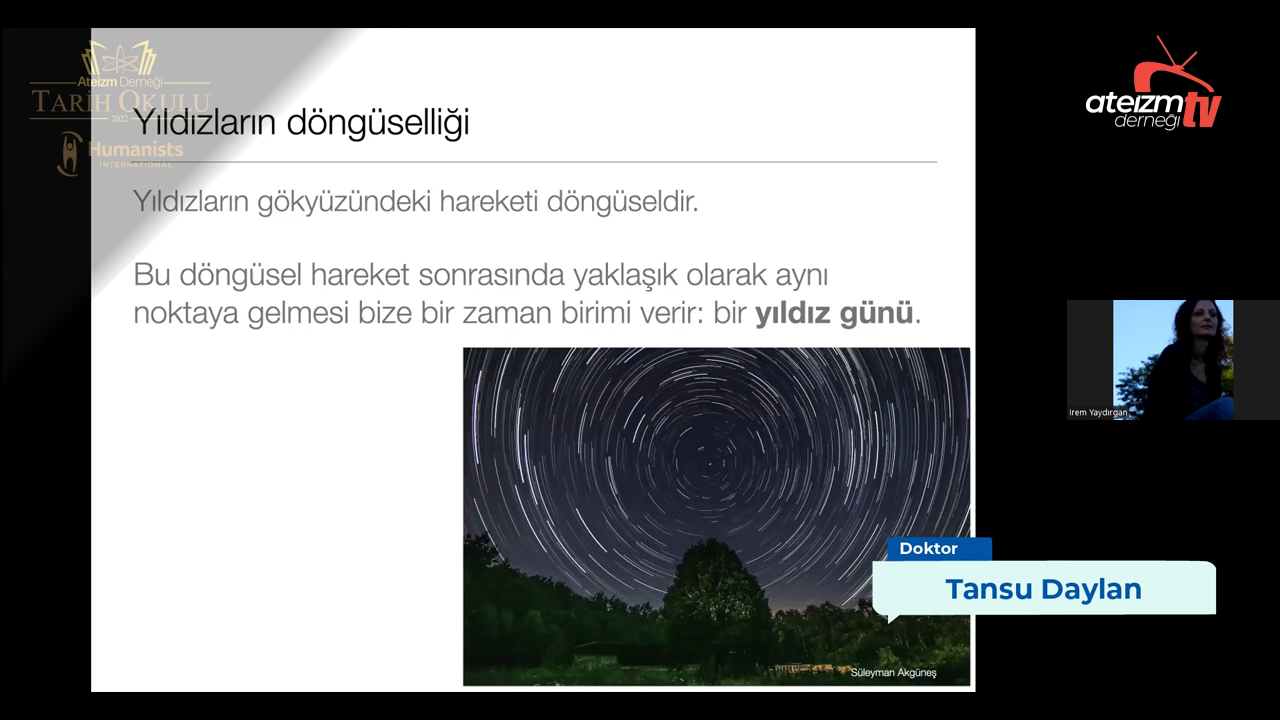 Ateizm Derneği
TARİH OKULU
2022
Humanists
INTERNATIONAL
ateizm
derneği
tv
Yıldızların döngüselliği
Yıldızların gökyüzündeki hareketi döngüseldir.
Bu döngüsel hareket sonrasında yaklaşık olarak aynı
noktaya gelmesi bize bir zaman birimi verir: bir yıldız günü.
Irem Yaydırgan
Doktor
Tansu Daylan
Süleyman Akgüneş